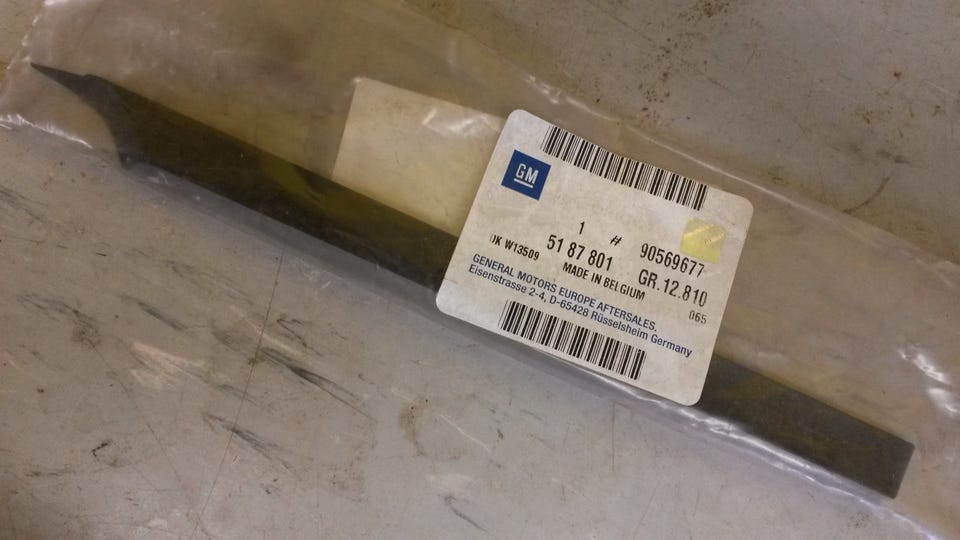 GM
1 # 90569677
UK W13509 51 87 801 GR.12.810
MADE IN BELGIUM 065
GENERAL MOTORS EUROPE AFTERSALES,
Eisenstrasse 2-4, D-65428 Rüsselsheim Germany